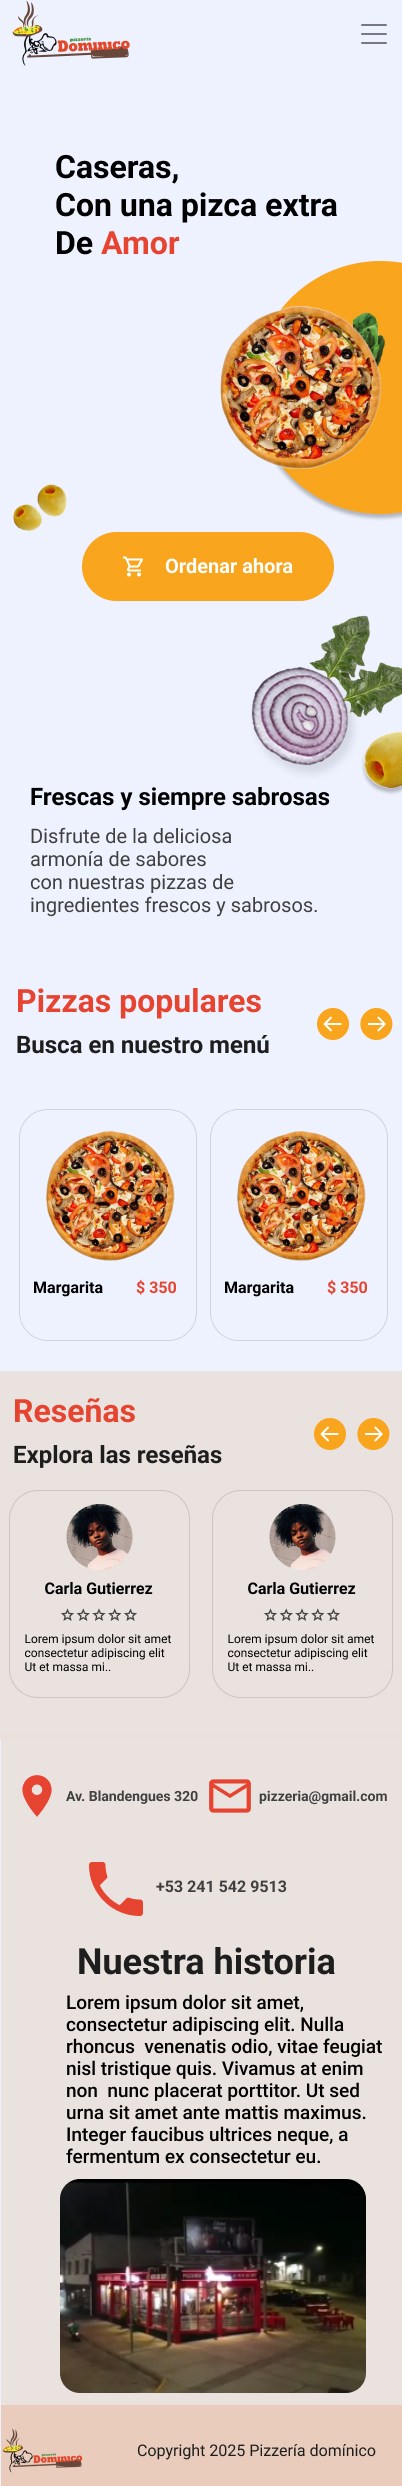 pizzeria
Dominico
Caseras,
Con una pizca extra
De Amor
Ordenar ahora
Frescas y siempre sabrosas
Disfrute de la deliciosa
armonía de sabores
con nuestras pizzas de
ingredientes frescos y sabrosos.
Pizzas populares
Busca en nuestro menú
Margarita $ 350
Margarita $ 350
Reseñas
Explora las reseñas
Carla Gutierrez
Lorem ipsum dolor sit amet
consectetur adipiscing elit
Ut et massa mi..
Carla Gutierrez
Lorem ipsum dolor sit amet
consectetur adipiscing elit
Ut et massa mi..
Av. Blandengues 320
pizzeria@gmail.com
+53 241 542 9513
Nuestra historia
Lorem ipsum dolor sit amet,
consectetur adipiscing elit. Nulla
rhoncus  venenatis odio, vitae feugiat
nisl tristique quis. Vivamus at enim
non  nunc placerat porttitor. Ut sed
urna sit amet ante mattis maximus.
Integer faucibus ultrices neque, a
fermentum ex consectetur eu.
pizzeria
Dominico
Copyright 2025 Pizzería domínico